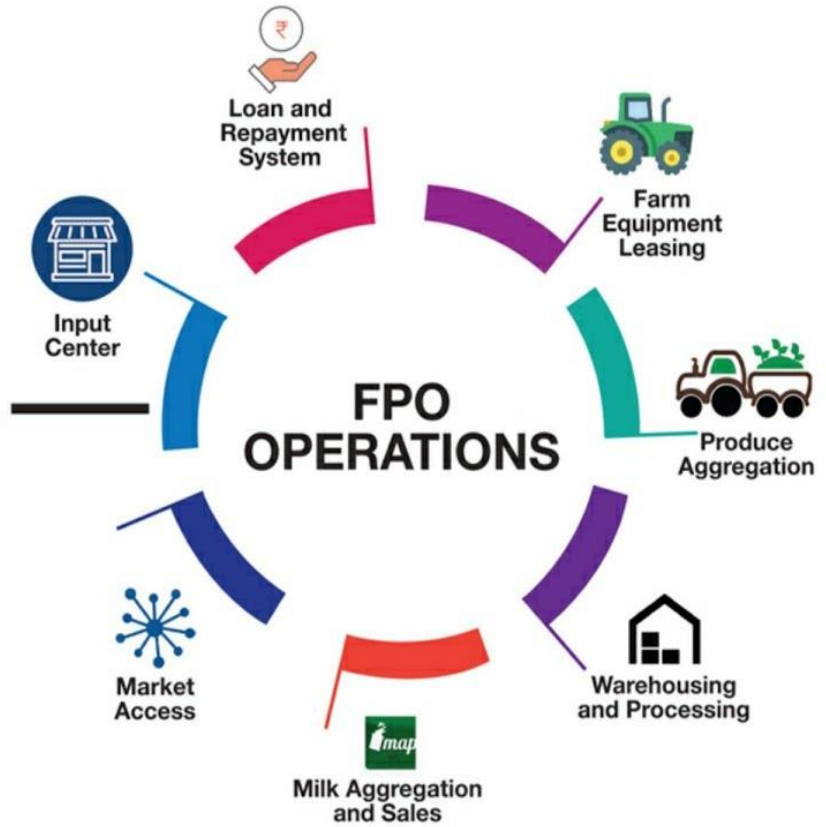 ₹
Loan and
Repayment
System
Farm
Equipment
Leasing
Input
Center
FPO
OPERATIONS
Produce
Aggregation
Market
Access
Warehousing
and Processing
map
Milk Aggregation
and Sales